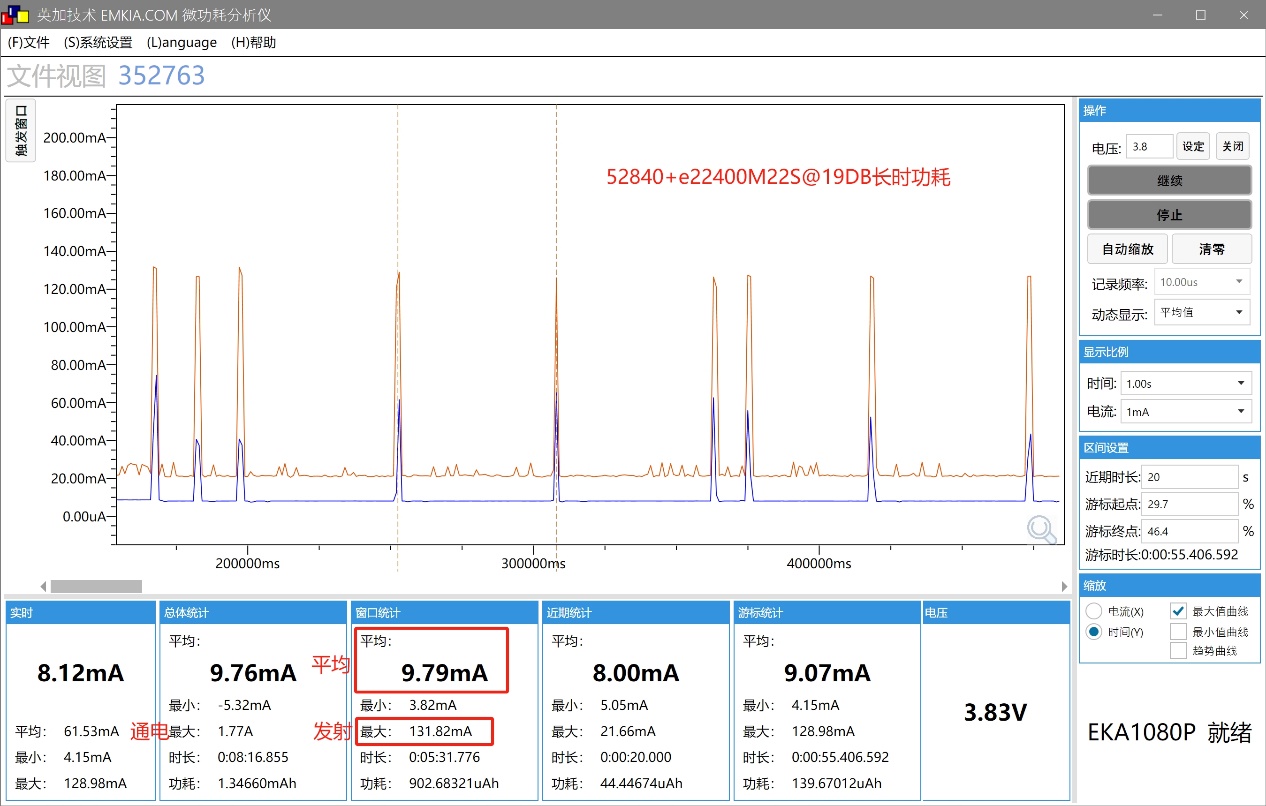 英加技术 EMKIA.COM 微功耗分析仪
(F)文件 (S)系统设置 (L)anguage (H)帮助
文件视图 352763
触发窗口
200.00mA
180.00mA
160.00mA
140.00mA
120.00mA
100.00mA
80.00mA
60.00mA
40.00mA
20.00mA
0.00uA
52840+e22400M22S@19DB长时功耗
200000ms 300000ms 400000ms
操作
电压: 3.8 设定 关闭
继续
停止
自动缩放 清零
记录频率: 10.00us
动态显示: 平均值
显示比例
时间: 1.00s
电流: 1mA
区间设置
近期时长: 20 s
游标起点: 29.7 %
游标终点: 46.4 %
游标时长:0:00:55.406.592
缩放
电流(X) 最大值曲线
时间(Y) 最小值曲线
趋势曲线
EKA1080P 就绪
实时
8.12mA
平均: 61.53mA
最小: 4.15mA
最大: 128.98mA
通电
总体统计
平均:
9.76mA
最小: -5.32mA
最大: 1.77A
时长: 0:08:16.855
功耗: 1.34660mAh
平均
发射
窗口统计
平均:
9.79mA
最小: 3.82mA
最大: 131.82mA
时长: 0:05:31.776
功耗: 902.68321uAh
近期统计
平均:
8.00mA
最小: 5.05mA
最大: 21.66mA
时长: 0:00:20.000
功耗: 44.44674uAh
游标统计
平均:
9.07mA
最小: 4.15mA
最大: 128.98mA
时长: 0:00:55.406.592
功耗: 139.67012uAh
电压
3.83V